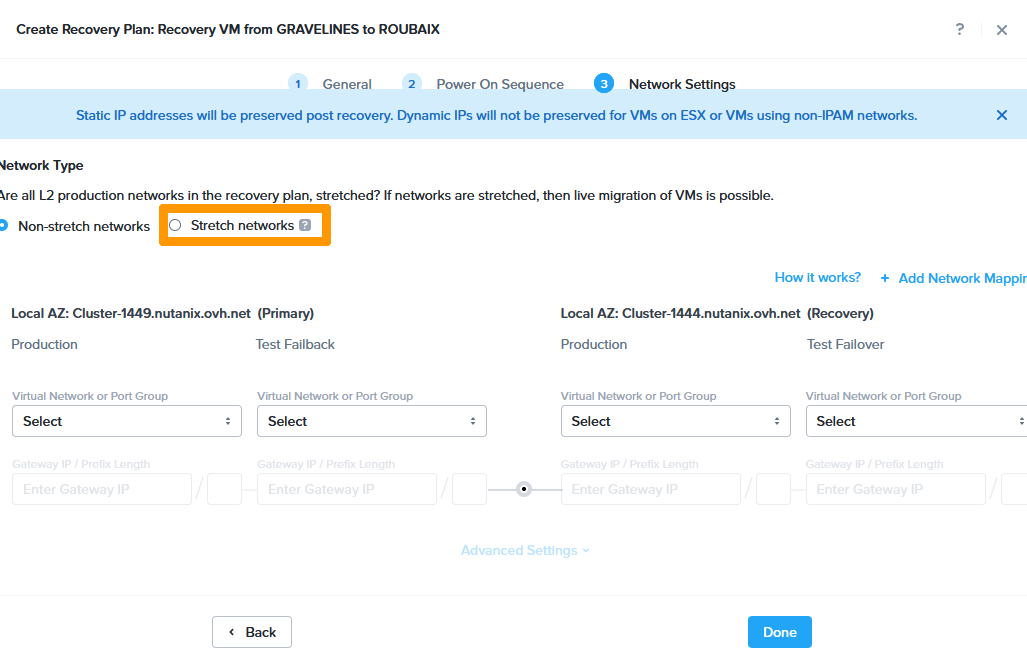 Create Recovery Plan: Recovery VM from GRAVELINES to ROUBAIX ?
1 General 2 Power On Sequence 3 Network Settings
Static IP addresses will be preserved post recovery. Dynamic IPs will not be preserved for VMs on ESX or VMs using non-IPAM networks.
Network Type
Are all L2 production networks in the recovery plan, stretched? If networks are stretched, then live migration of VMs is possible.
Non-stretch networks Stretch networks ?
How it works? + Add Network Mappin
Local AZ: Cluster-1449.nutanix.ovh.net (Primary) Local AZ: Cluster-1444.nutanix.ovh.net (Recovery)
Production Test Failback Production Test Failover
Virtual Network or Port Group Virtual Network or Port Group Virtual Network or Port Group Virtual Network or Port Group
Select Select Select Select
Gateway IP / Prefix Length Gateway IP / Prefix Length Gateway IP / Prefix Length Gateway IP / Prefix Length
Enter Gateway IP / Enter Gateway IP / Enter Gateway IP / Enter Gateway IP /
Advanced Settings
Back Done